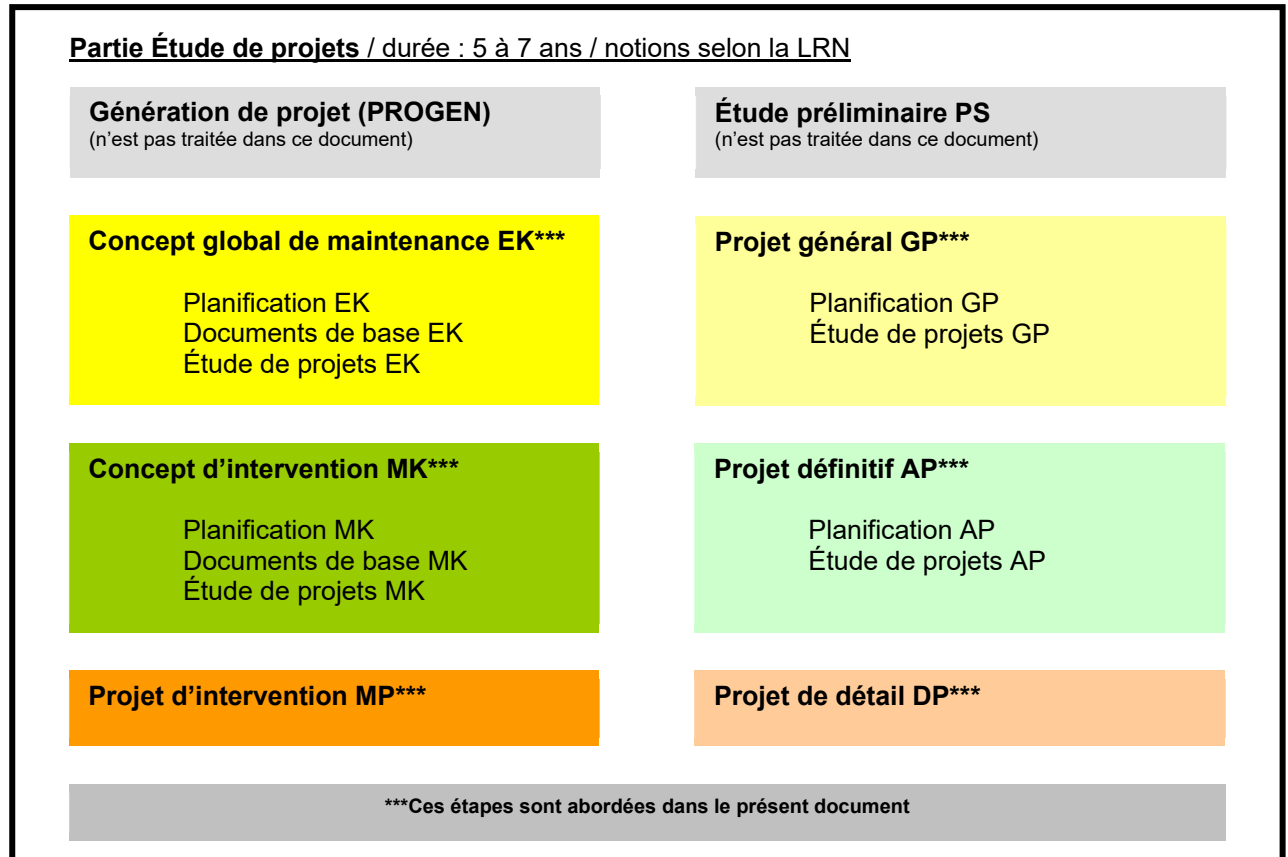 Partie Étude de projets / durée : 5 à 7 ans / notions selon la LRN
Génération de projet (PROGEN)
(n'est pas traitée dans ce document)
Étude préliminaire PS
(n'est pas traitée dans ce document)
Concept global de maintenance EK***
Planification EK
Documents de base EK
Étude de projets EK
Projet général GP***
Planification GP
Étude de projets GP
Concept d'intervention MK***
Planification MK
Documents de base MK
Étude de projets MK
Projet définitif AP***
Planification AP
Étude de projets AP
Projet d'intervention MP***
Projet de détail DP***
***Ces étapes sont abordées dans le présent document